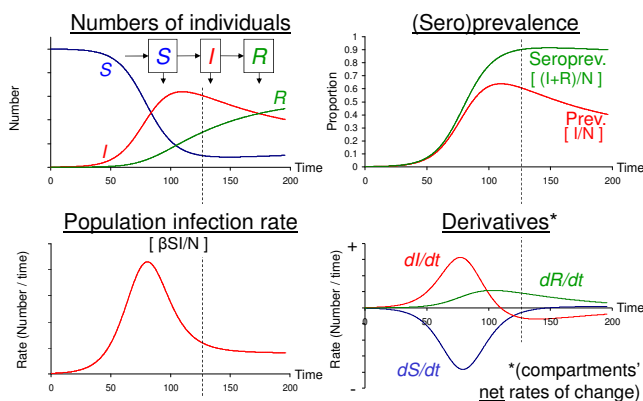 Numbers of individuals
S I R
S
R
I
Number
Time
0 50 100 150 200
(Sero)prevalence
1
0.9
0.8
0.7
0.6
0.5
0.4
0.3
0.2
0.1
0
Proportion
Seroprev.
[ (I+R)/N ]
Prev.
[ I/N ]
Time
0 50 100 150 200
Population infection rate
[ βSI/N ]
Rate (Number / time)
Time
0 50 100 150 200
Derivatives*
+
-
Rate (Number / time)
dI/dt
dR/dt
dS/dt
Time
0 50 100 150 200
*(compartments'
net rates of change)